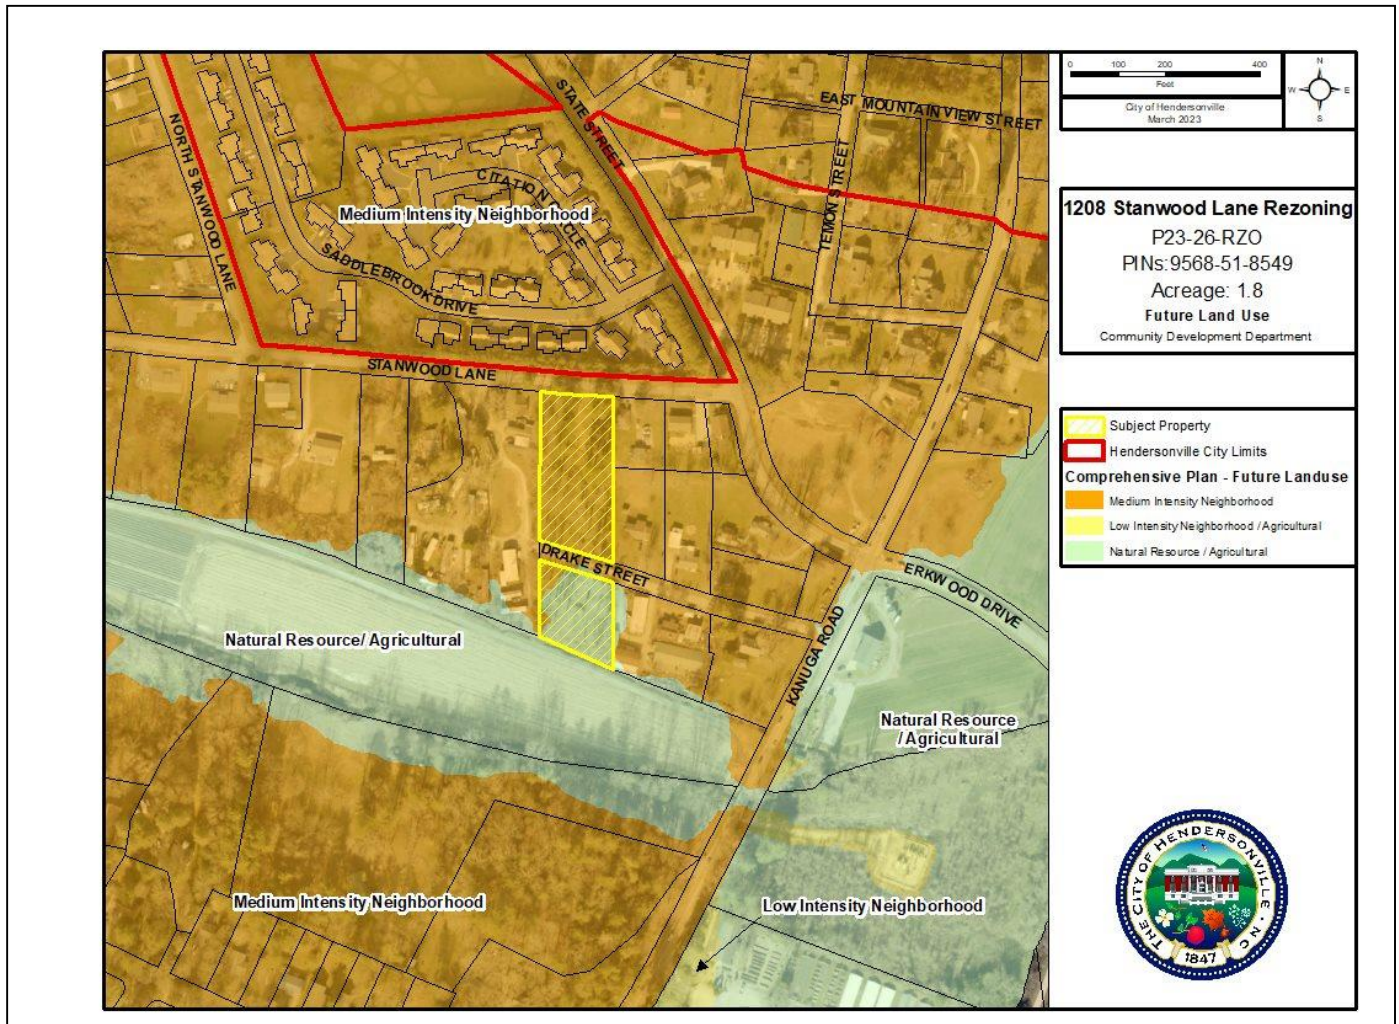 0 100 200 400
Feet
City of Hendersonville
March 2023
N
W E
S
1208 Stanwood Lane Rezoning
P23-26-RZO
PINs:9568-51-8549
Acreage: 1.8
Future Land Use
Community Development Department
Subject Property
Hendersonville City Limits
Comprehensive Plan - Future Landuse
Medium Intensity Neighborhood
Low Intensity Neighborhood / Agricultural
Natural Resource / Agricultural
STATE STREET
EAST MOUNTAIN VIEW STREET
NORTH STANWOOD LANE
TEMON STREET
CITATION CIRCLE
Medium Intensity Neighborhood
SADDLEBROOK DRIVE
STANWOOD LANE
DRAKE STREET
ERKWOOD DRIVE
KANUGA ROAD
Natural Resource/ Agricultural
Natural Resource
/ Agricultural
Medium Intensity Neighborhood
Low Intensity Neighborhood
THE CITY OF HENDERSONVILLE • NC
1847